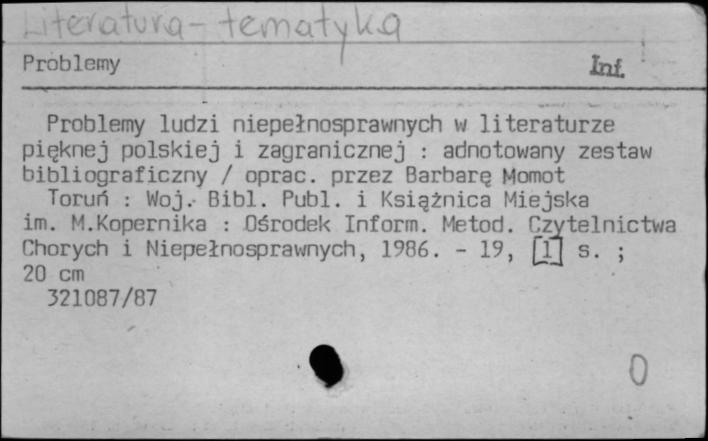 Literatura - tematyka
Problemy Inf.
Problemy ludzi niepełnosprawnych w literaturze
pięknej polskiej i zagranicznej : adnotowany zestaw
bibliograficzny / oprac. przez Barbarę Momot
Toruń : Woj. Bibl. Publ. i Książnica Miejska
im. M.Kopernika : Ośrodek Inform. Metod. Czytelnictwa
Chorych i Niepełnosprawnych, 1986. - 19, [1] s. ;
20 cm
321087/87
0